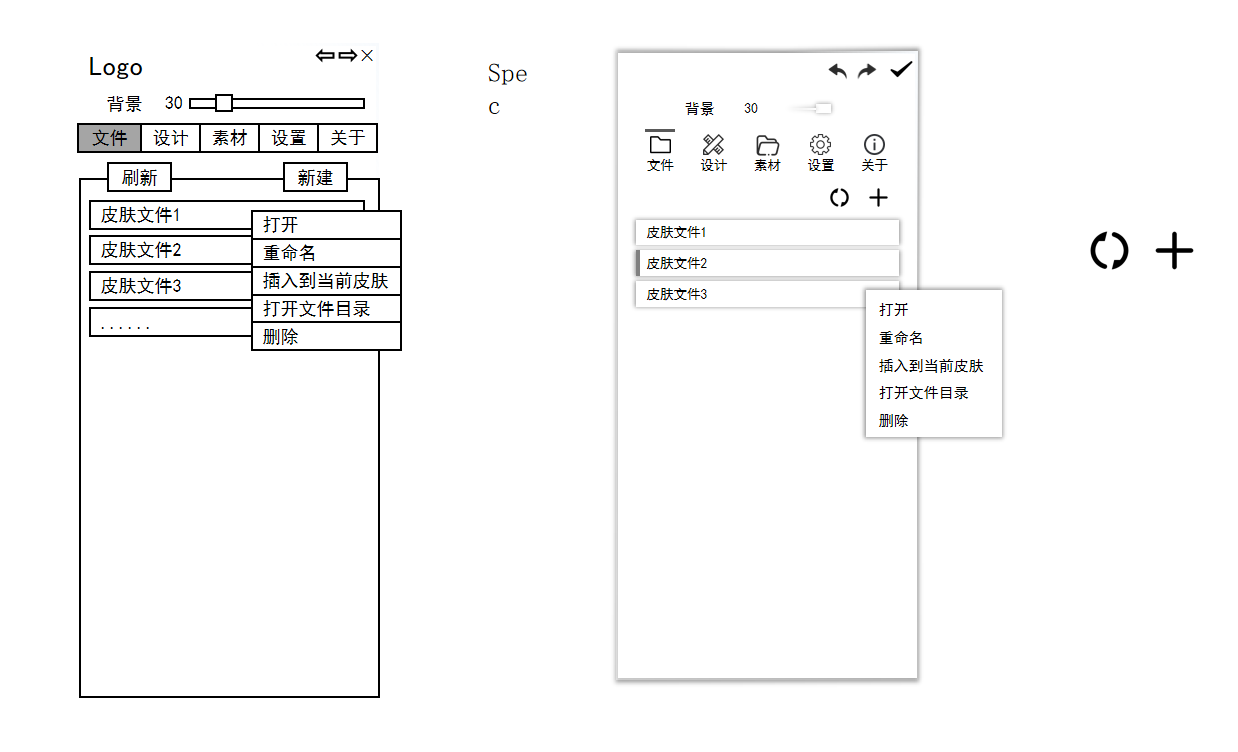 Logo
背景 30
文件 设计 素材 设置 关于
刷新 新建
皮肤文件1
皮肤文件2
皮肤文件3
......
打开
重命名
插入到当前皮肤
打开文件目录
删除
Spe
c
背景 30
文件 设计 素材 设置 关于
皮肤文件1
皮肤文件2
皮肤文件3
打开
重命名
插入到当前皮肤
打开文件目录
删除